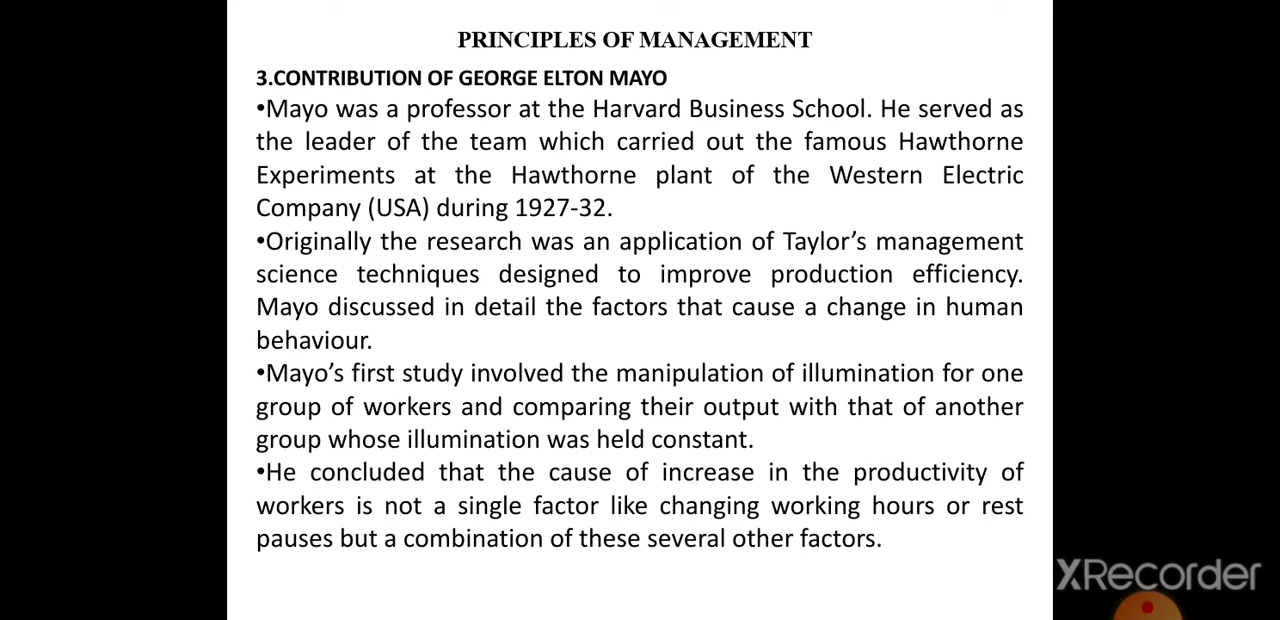 PRINCIPLES OF MANAGEMENT
3.CONTRIBUTION OF GEORGE ELTON MAYO
•Mayo was a professor at the Harvard Business School. He served as
the leader of the team which carried out the famous Hawthorne
Experiments at the Hawthorne plant of the Western Electric
Company (USA) during 1927-32.
•Originally the research was an application of Taylor’s management
science techniques designed to improve production efficiency.
Mayo discussed in detail the factors that cause a change in human
behaviour.
•Mayo’s first study involved the manipulation of illumination for one
group of workers and comparing their output with that of another
group whose illumination was held constant.
•He concluded that the cause of increase in the productivity of
workers is not a single factor like changing working hours or rest
pauses but a combination of these several other factors.
XRecorder